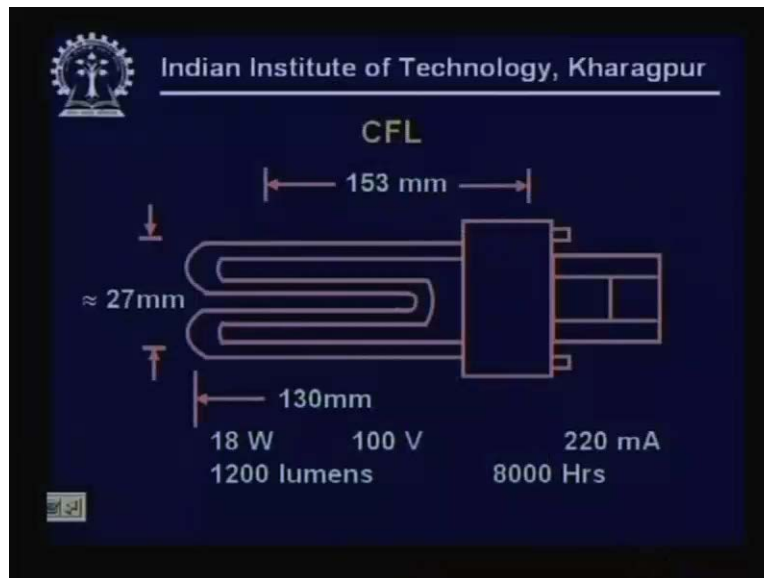 Indian Institute of Technology, Kharagpur
CFL
153 mm
≈ 27mm
130mm
18 W 100 V 220 mA
1200 lumens 8000 Hrs